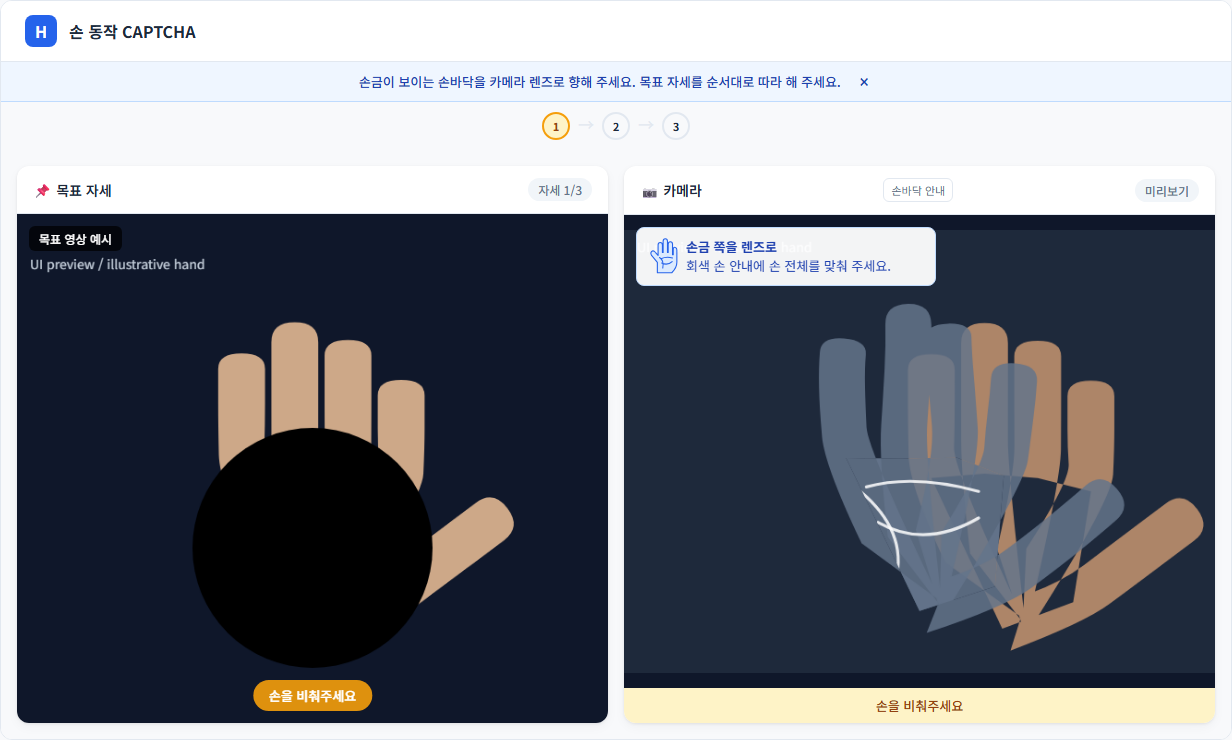 H 손 동작 CAPTCHA
손금이 보이는 손바닥을 카메라 렌즈로 향해 주세요. 목표 자세를 순서대로 따라 해 주세요. ×
1 → 2 → 3
📌 목표 자세 자세 1/3
목표 영상 예시
UI preview / illustrative hand
손을 비춰주세요
📷 카메라 손바닥 안내 미리보기
손금 쪽을 렌즈로 hand
회색 손 안내에 손 전체를 맞춰 주세요.
손을 비춰주세요